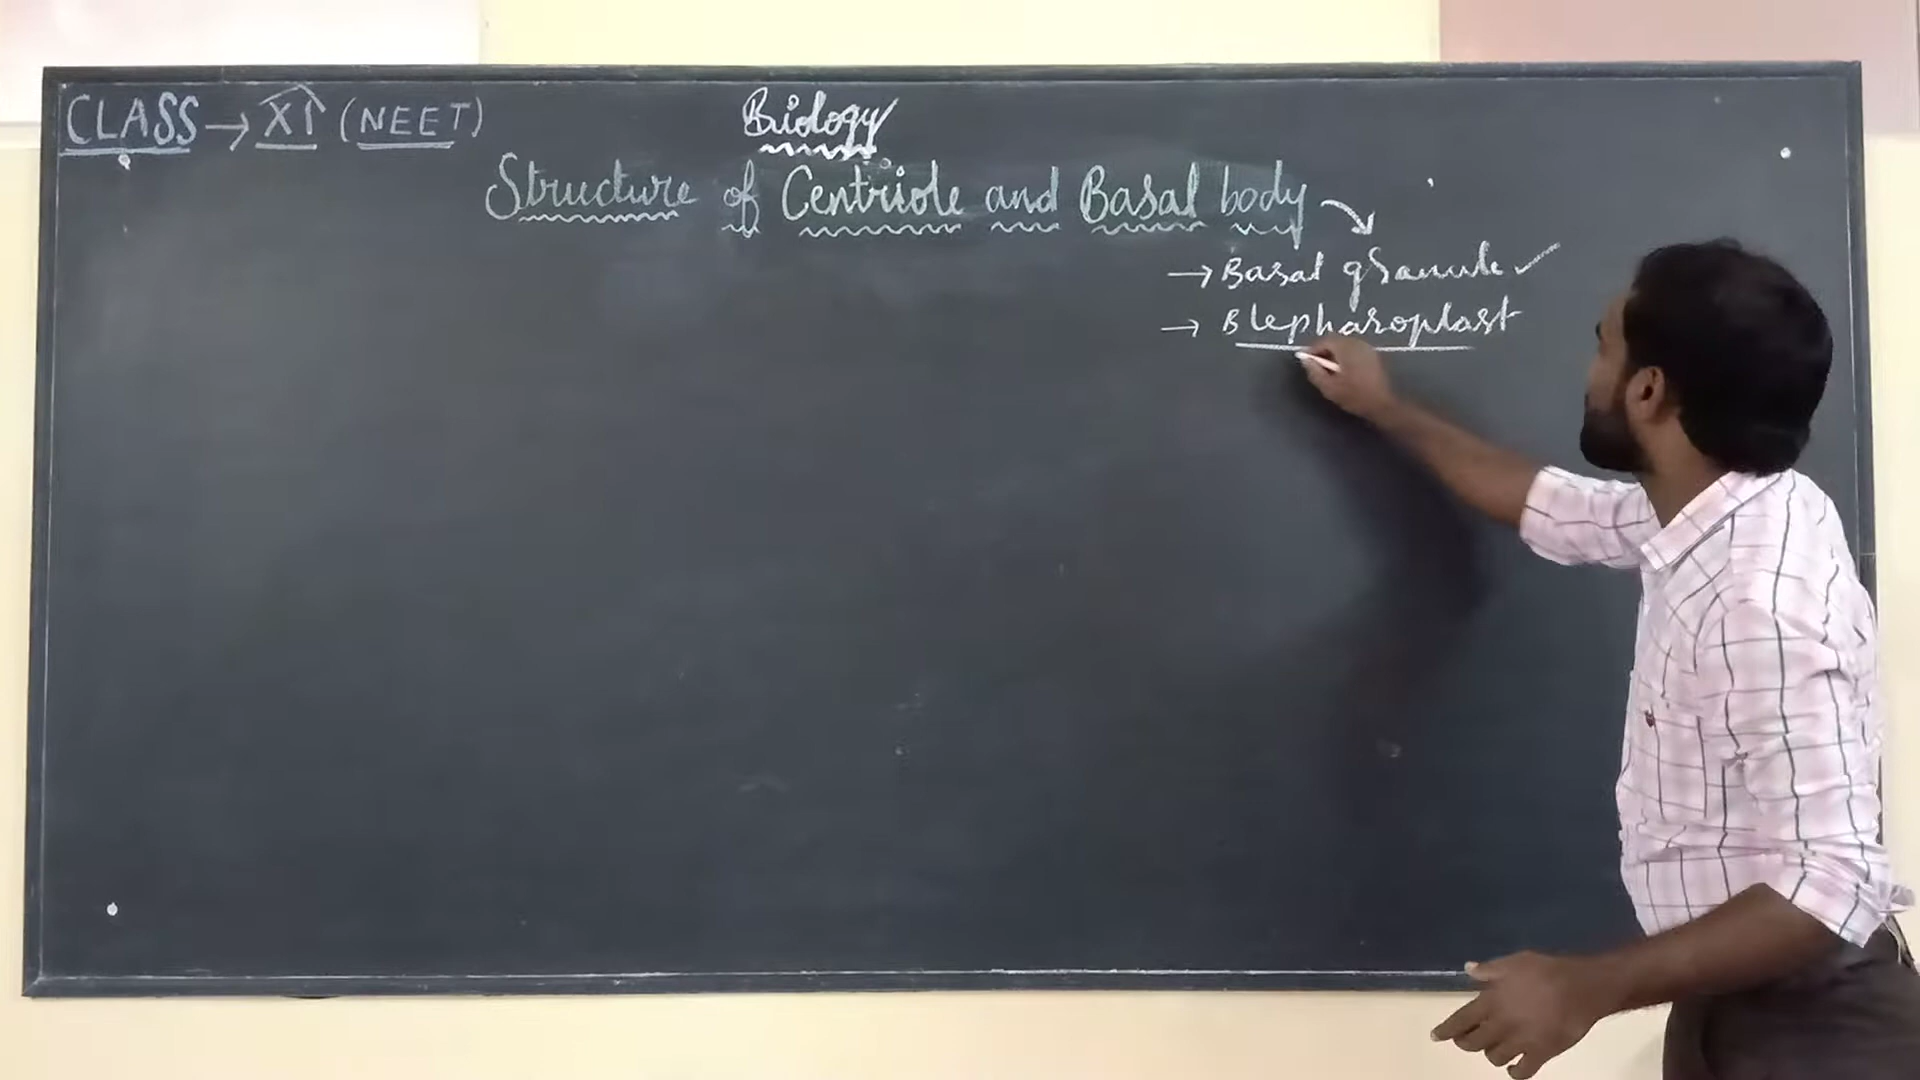 CLASS → XI (NEET)
Biology
Structure of Centriole and Basal body
→ Basal granule ✓
→ Blepharoplast